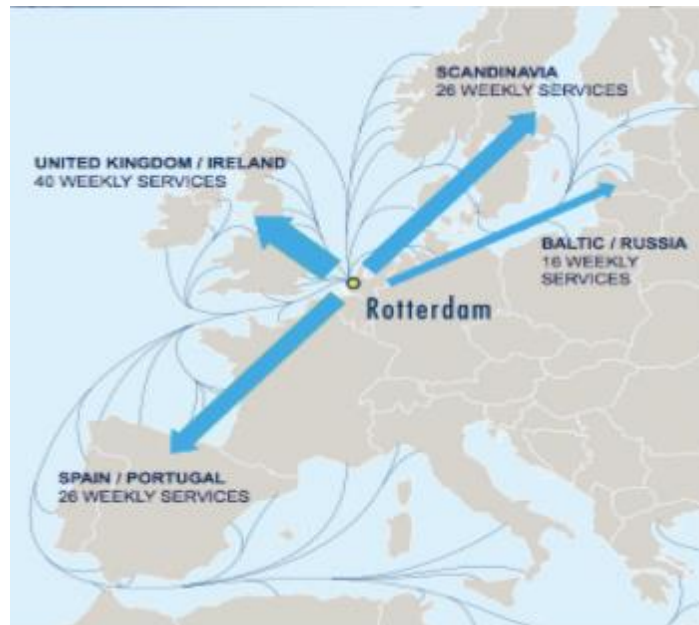 SCANDINAVIA
26 WEEKLY SERVICES
UNITED KINGDOM / IRELAND
40 WEEKLY SERVICES
BALTIC / RUSSIA
16 WEEKLY
SERVICES
Rotterdam
SPAIN / PORTUGAL
26 WEEKLY SERVICES